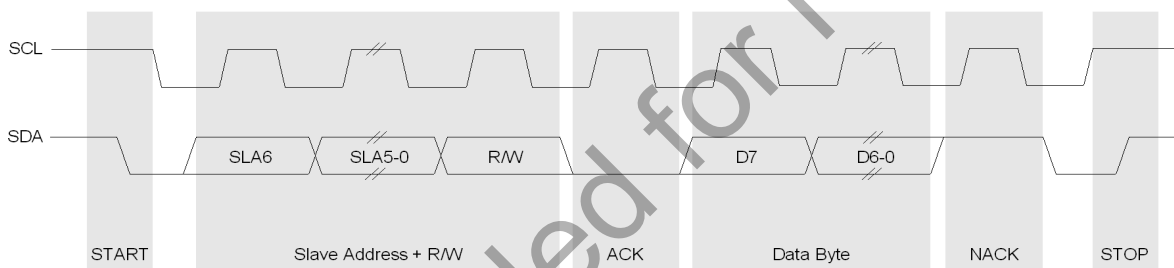 SCL
SDA
SLA6 SLA5-0 R/W D7 D6-0
START Slave Address + R/W ACK Data Byte NACK STOP